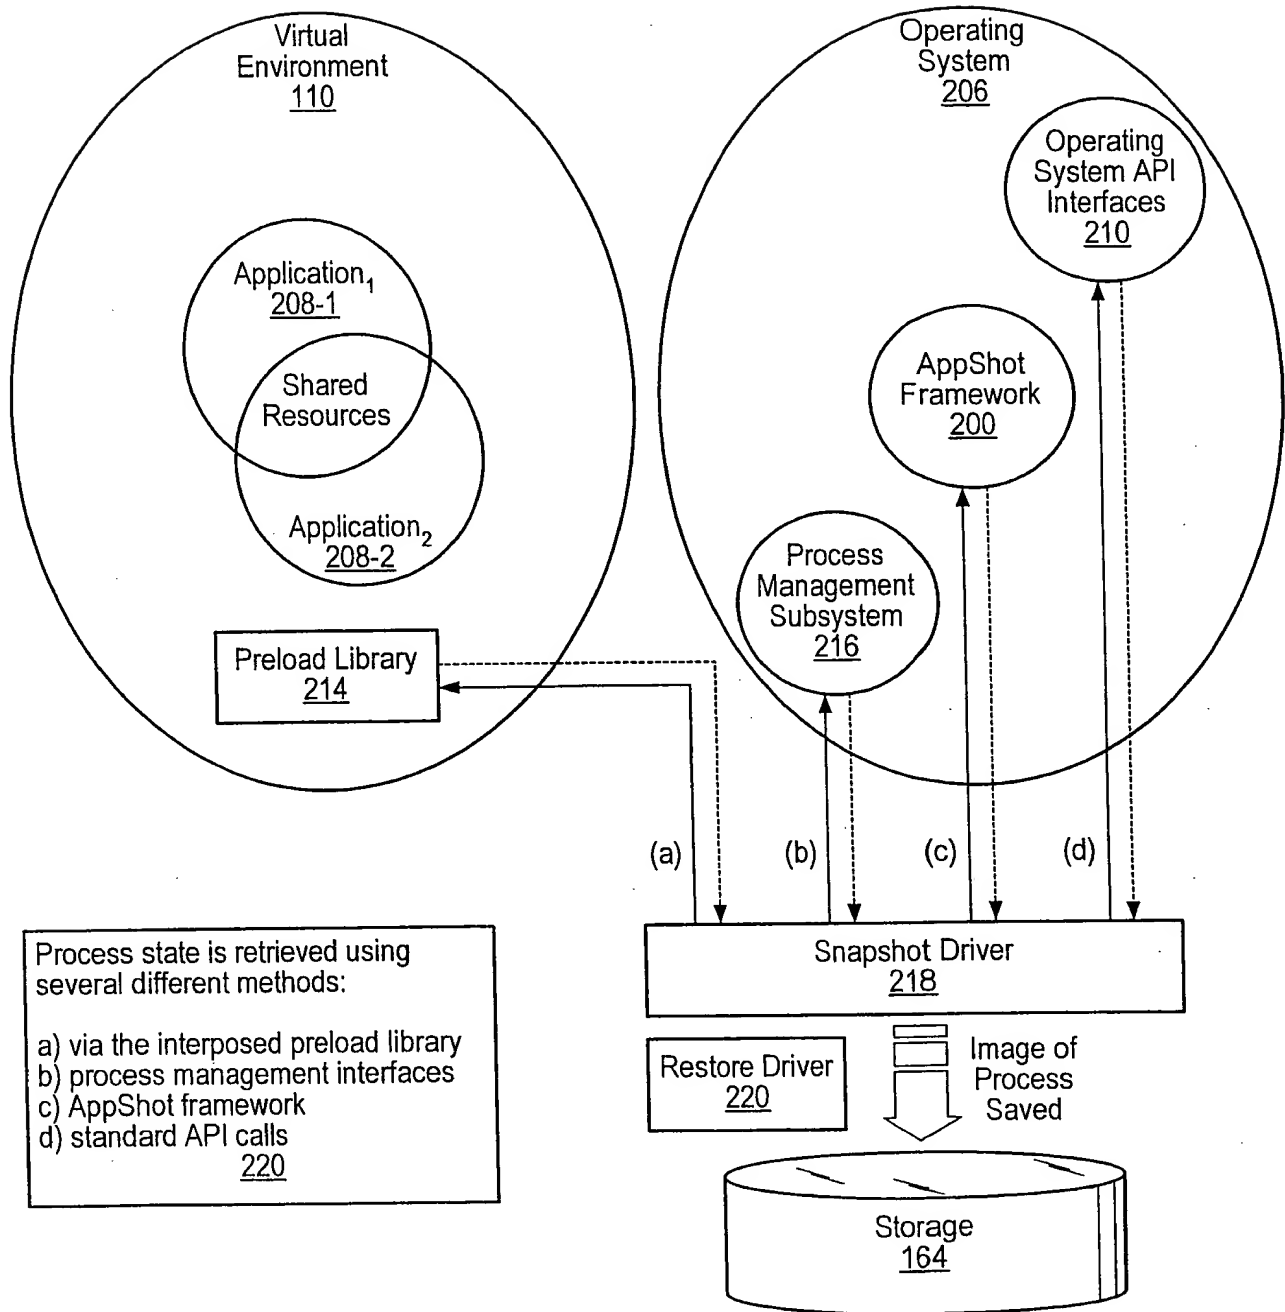 Virtual
Environment
110
Operating
System
206
Operating
System API
Interfaces
210
Application1
208-1
Shared
Resources
Application2
208-2
AppShot
Framework
200
Process
Management
Subsystem
216
Preload Library
214
(a)
(b)
(c)
(d)
Process state is retrieved using
several different methods:
a) via the interposed preload library
b) process management interfaces
c) AppShot framework
d) standard API calls
220
Snapshot Driver
218
Restore Driver
220
Image of
Process
Saved
Storage
164